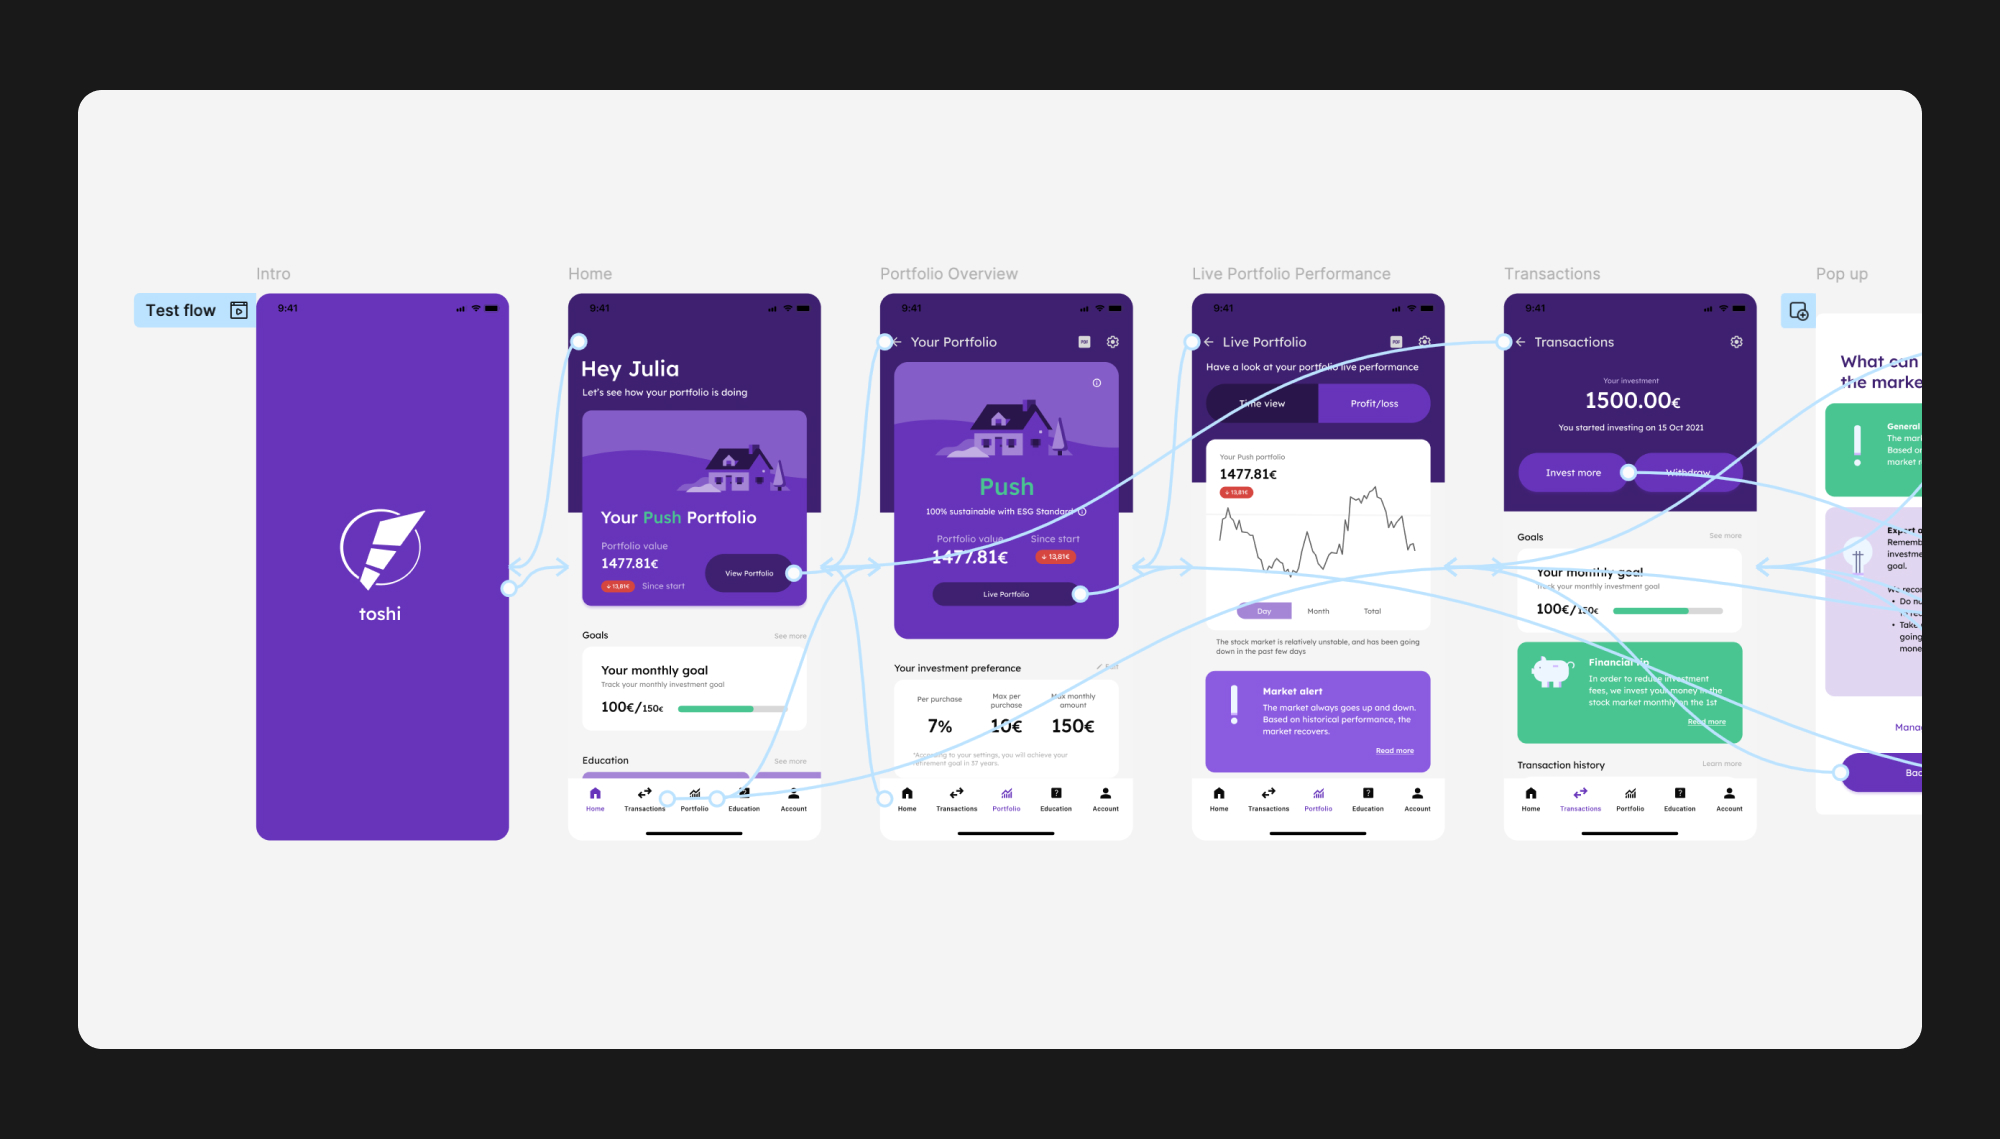 Intro
Test flow
9:41
toshi
Home
9:41
Hey Julia
Let's see how your portfolio is doing
Your Push Portfolio
Portfolio value
1477.81€
↓ 13,81€ Since start
View Portfolio
Goals
See more
Your monthly goal
Track your monthly investment goal
100€/150€
Education
See more
Home
Transactions
Portfolio
Education
Account
Portfolio Overview
9:41
Your Portfolio
PDF
Push
100% sustainable with ESG Standard
Portfolio value
1477.81€
Since start
↓ 13,81€
Live Portfolio
Your investment preferance
Edit
Per purchase
7%
Max per
purchase
10€
Max monthly
amount
150€
*According to your settings, you will achieve your
retirement goal in 37 years.
Home
Transactions
Portfolio
Education
Account
Live Portfolio Performance
9:41
Live Portfolio
PDF
Have a look at your portfolio live performance
Time view
Profit/loss
Your Push portfolio
1477.81€
↓ 13,81€
Day
Month
Total
The stock market is relatively unstable, and has been going
down in the past few days
Market alert
The market always goes up and down.
Based on historical performance, the
market recovers.
Read more
Home
Transactions
Portfolio
Education
Account
Transactions
9:41
Transactions
Your investment
1500.00€
You started investing on 15 Oct 2021
Invest more
Withdraw
Goals
See more
Your monthly goal
Track your monthly investment goal
100€/150€
Financial tip
In order to reduce investment
fees, we invest your money in the
stock market monthly on the 1st
Read more
Transaction history
Learn more
Home
Transactions
Portfolio
Education
Account
Pop up
What can
the marke
General
The mark
Based on
market r
Expert a
Rememb
investme
goal.
We recom
• Do no
• Take
going
mone
Mana
Bac